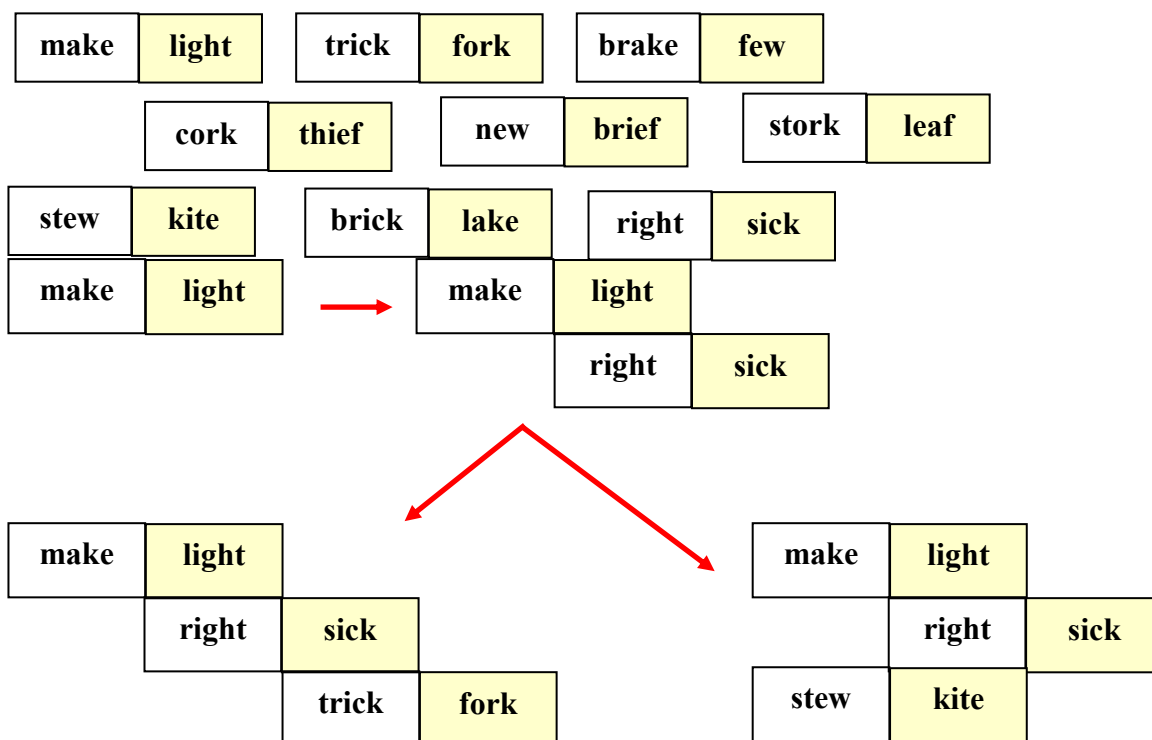 make light trick fork brake few
cork thief new brief stork leaf
stew kite brick lake right sick
make light make light
right sick
make light make light
right sick right sick
trick fork stew kite